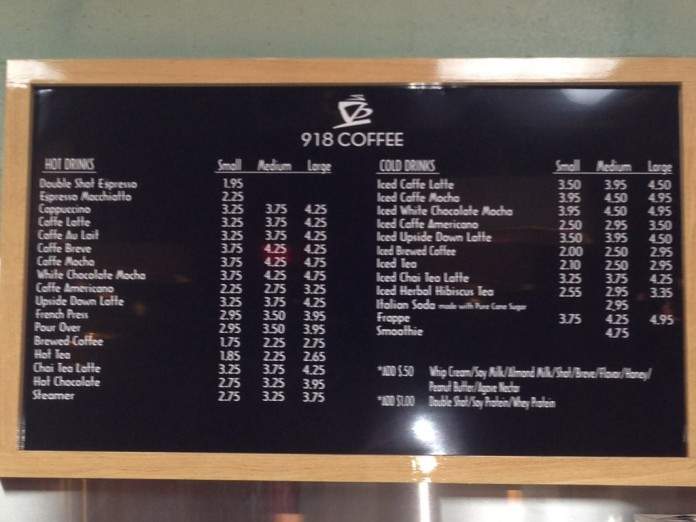 918 COFFEE
HOT DRINKS Small Medium Large
Double Shot Espresso 1.95
Espresso Macchiatto 2.25
Cappuccino 3.25 3.75 4.25
Caffe Latte 3.25 3.75 4.25
Caffe Au Lait 3.25 3.75 4.25
Caffe Breve 3.75 4.25 4.25
Caffe Mocha 3.75 4.25 4.75
White Chocolate Mocha 3.75 4.25 4.75
Caffe Americano 2.25 2.75 3.25
Upside Down Latte 3.25 3.75 4.25
French Press 2.95 3.50 3.95
Pour Over 2.95 3.50 3.95
Brewed Coffee 1.75 2.25 2.75
Hot Tea 1.85 2.25 2.65
Chai Tea Latte 3.25 3.75 4.25
Hot Chocolate 2.75 3.25 3.95
Steamer 2.75 3.25 3.75
COLD DRINKS Small Medium Large
Iced Caffe Latte 3.50 3.95 4.50
Iced Caffe Mocha 3.95 4.50 4.95
Iced White Chocolate Mocha 3.95 4.50 4.95
Iced Caffe Americano 2.50 2.95 3.50
Iced Upside Down Latte 3.50 3.95 4.50
Iced Brewed Coffee 2.00 2.50 2.95
Iced Tea 2.10 2.50 2.95
Iced Chai Tea Latte 3.25 3.75 4.25
Iced Herbal Hibiscus Tea 2.55 2.95 3.35
Italian Soda made with Pure Cane Sugar 2.95
Frappe 3.75 4.25 4.95
Smoothie 4.75
*ADD $.50 Whip Cream/Soy Milk/Almond Milk/Shot/Breve/Flavor/Honey/
Peanut Butter/Agave Nectar
*ADD $1.00 Double Shot/Soy Protein/Whey Protein